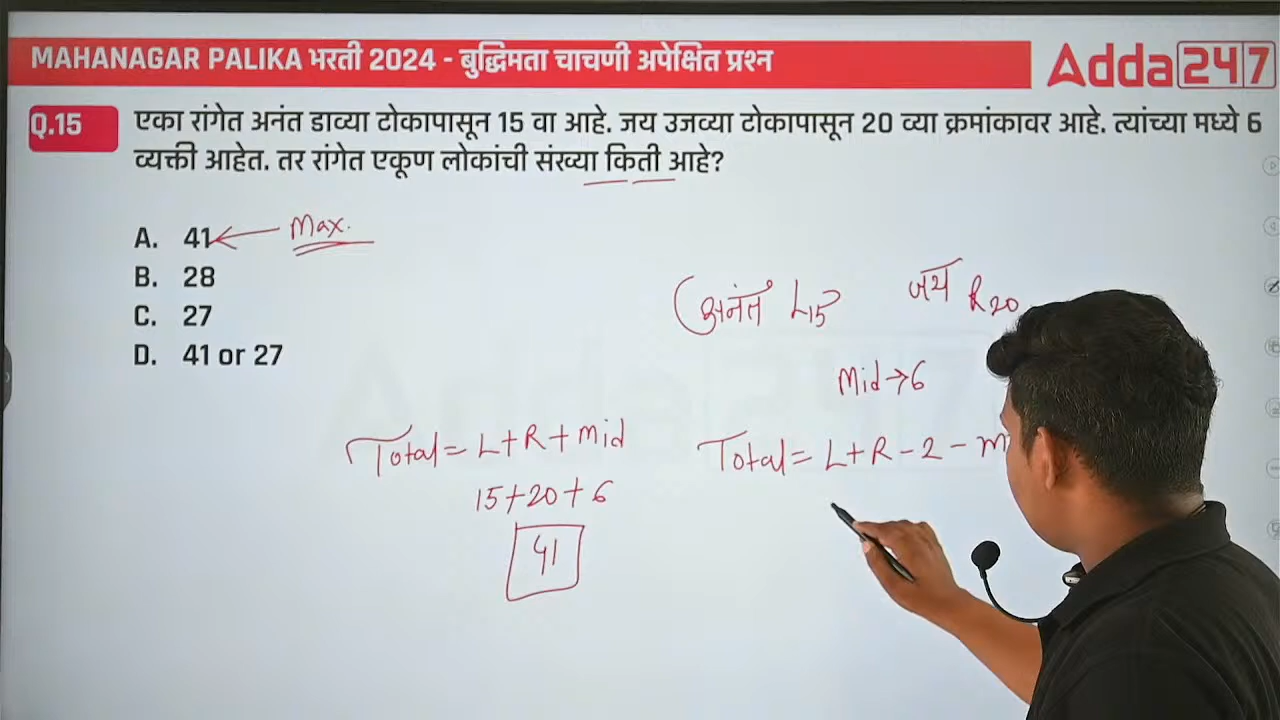 MAHANAGAR PALIKA भरती 2024 - बुद्धिमता चाचणी अपेक्षित प्रश्न
Adda 247
Q.15
एका रांगेत अनंत डाव्या टोकापासून 15 वा आहे. जय उजव्या टोकापासून 20 व्या क्रमांकावर आहे. त्यांच्या मध्ये 6
व्यक्ती आहेत. तर रांगेत एकूण लोकांची संख्या किती आहे?
A. 41 ← Max.
B. 28
C. 27
D. 41 or 27
अनंत L15 जय R20
Mid→6
Total = L+R+Mid
15+20+6
41
Total = L+R-2-m